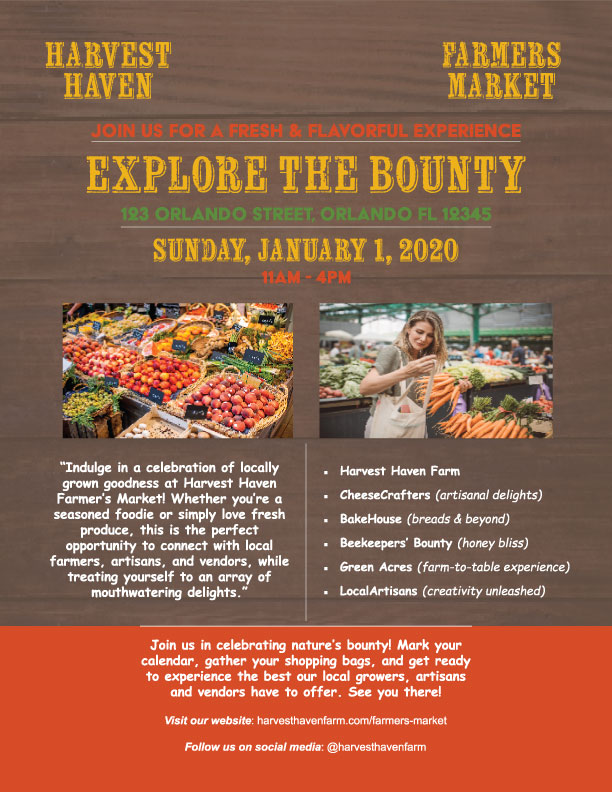 HARVEST
HAVEN
FARMERS
MARKET
JOIN US FOR A FRESH & FLAVORFUL EXPERIENCE
EXPLORE THE BOUNTY
123 ORLANDO STREET, ORLANDO FL 12345
SUNDAY, JANUARY 1, 2020
11AM - 4PM
“Indulge in a celebration of locally
grown goodness at Harvest Haven
Farmer’s Market! Whether you’re a
seasoned foodie or simply love fresh
produce, this is the perfect
opportunity to connect with local
farmers, artisans, and vendors, while
treating yourself to an array of
mouthwatering delights.”
▪ Harvest Haven Farm
▪ CheeseCrafters (artisanal delights)
▪ BakeHouse (breads & beyond)
▪ Beekeepers’ Bounty (honey bliss)
▪ Green Acres (farm-to-table experience)
▪ LocalArtisans (creativity unleashed)
Join us in celebrating nature’s bounty! Mark your
calendar, gather your shopping bags, and get ready
to experience the best our local growers, artisans
and vendors have to offer. See you there!
Visit our website: harvesthavenfarm.com/farmers-market
Follow us on social media: @harvesthavenfarm